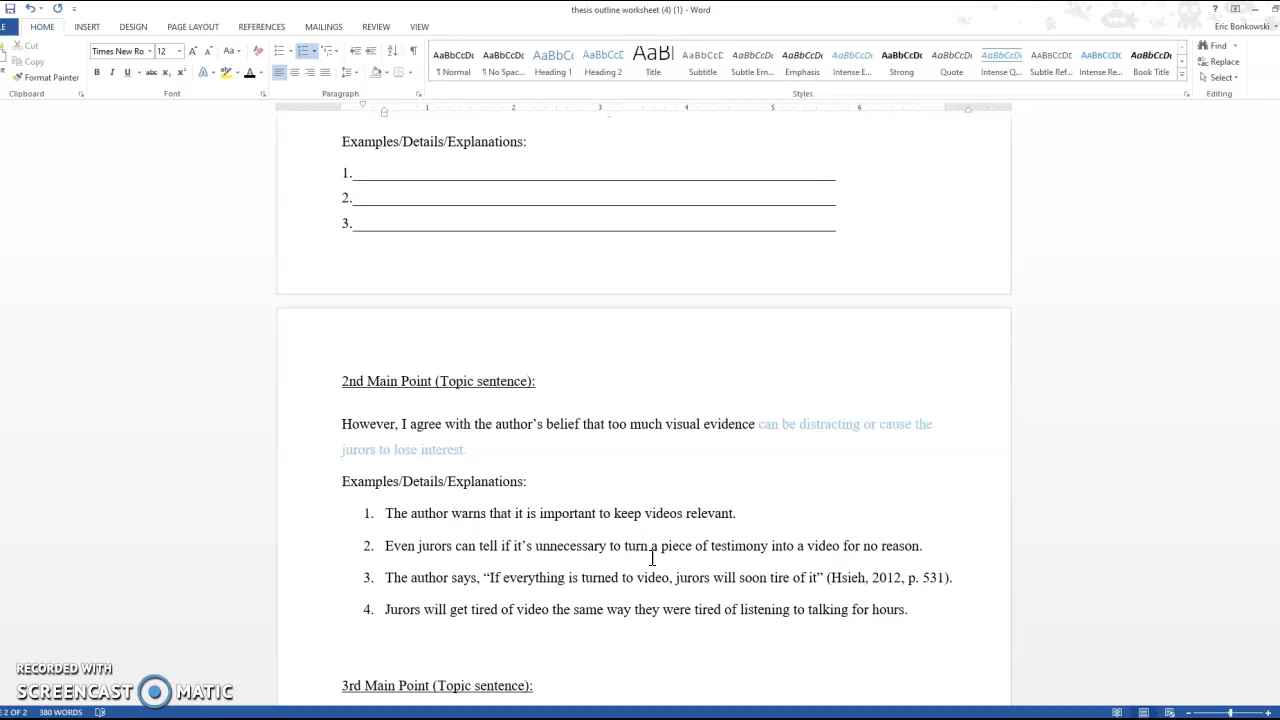 thesis outline worksheet (4) (1) - Word
HOME INSERT DESIGN PAGE LAYOUT REFERENCES MAILINGS REVIEW VIEW
Eric Bonkowski
Cut
Copy
Format Painter
Clipboard
Times New Ro 12
Font
Paragraph
AaBbCcDc AaBbCcDc AaBbCc AaBbCcE AaBl AaBbCcDc AaBbCcDc AaBbCcDc AaBbCcDc AaBbCcDc AaBbCcDc AaBbCcDc AaBbCcDt AaBbCcDc AaBbCcDc
¶ Normal ¶ No Spac... Heading 1 Heading 2 Title Subtitle Subtle Em... Emphasis Intense E... Strong Quote Intense Q... Subtle Ref... Intense Re... Book Title
Styles
Find
Replace
Select
Editing
1 2 3 4 5 6
Examples/Details/Explanations:
1.
2.
3.
2nd Main Point (Topic sentence):
However, I agree with the author’s belief that too much visual evidence can be distracting or cause the
jurors to lose interest.
Examples/Details/Explanations:
1. The author warns that it is important to keep videos relevant.
2. Even jurors can tell if it’s unnecessary to turn a piece of testimony into a video for no reason.
3. The author says, “If everything is turned to video, jurors will soon tire of it” (Hsieh, 2012, p. 531).
4. Jurors will get tired of video the same way they were tired of listening to talking for hours.
3rd Main Point (Topic sentence):
RECORDED WITH
SCREENCAST MATIC
E 2 OF 2 380 WORDS